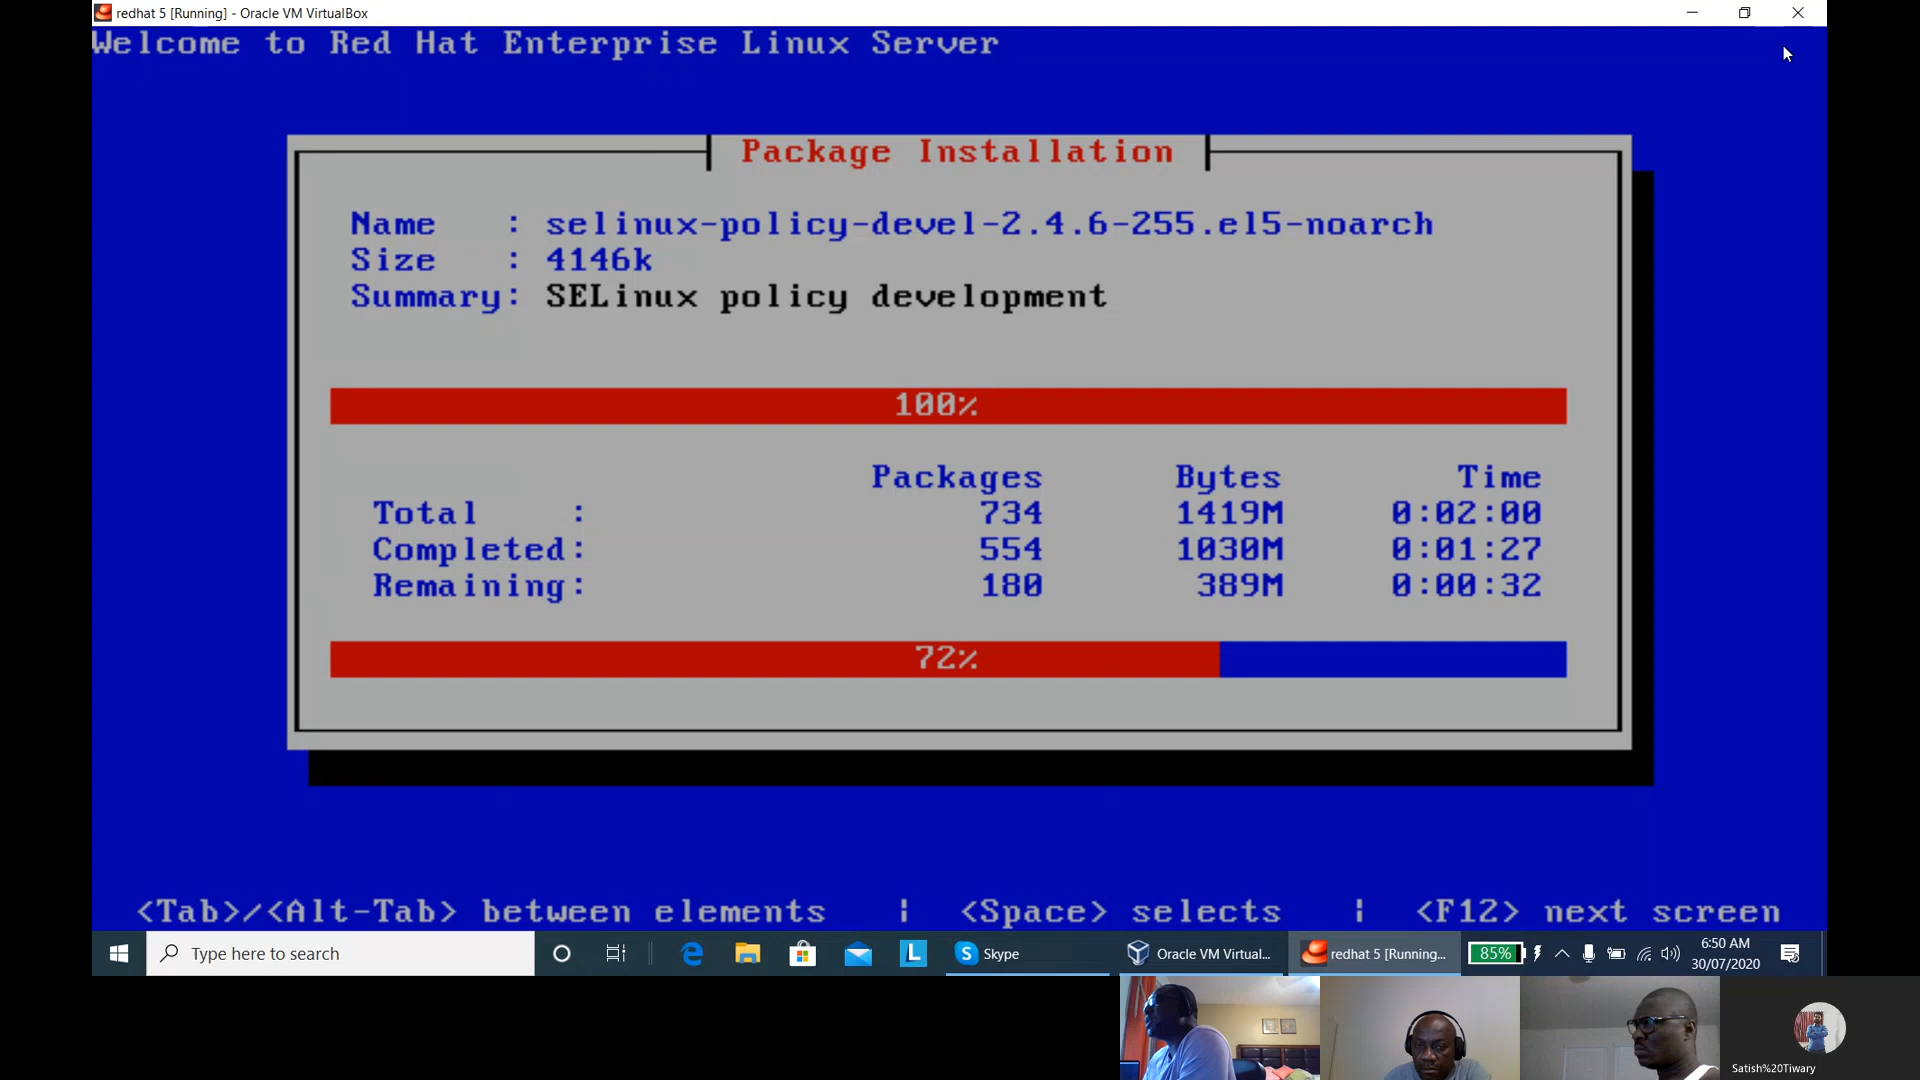 redhat 5 [Running] - Oracle VM VirtualBox
Welcome to Red Hat Enterprise Linux Server
Package Installation
Name : selinux-policy-devel-2.4.6-255.el5-noarch
Size : 4146k
Summary: SELinux policy development
100%
Packages Bytes Time
Total : 734 1419M 0:02:00
Completed: 554 1030M 0:01:27
Remaining: 180 389M 0:00:32
72%
<Tab>/<Alt-Tab> between elements | <Space> selects | <F12> next screen
Type here to search
L
S Skype
Oracle VM Virtual...
redhat 5 [Running...
85%
6:50 AM
30/07/2020
Satish%20Tiwary